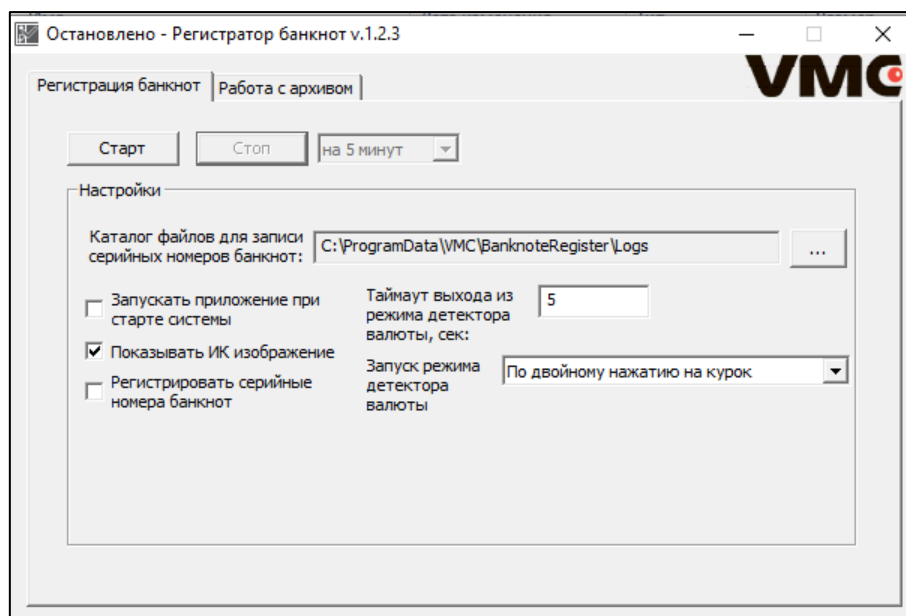 Остановлено - Регистратор банкнот v.1.2.3
VMC
Регистрация банкнот
Работа с архивом
Старт
Стоп
на 5 минут
Настройки
Каталог файлов для записи
серийных номеров банкнот:
C:\ProgramData\VMC\BanknoteRegister\Logs
...
Запускать приложение при
старте системы
Показывать ИК изображение
Регистрировать серийные
номера банкнот
Таймаут выхода из
режима детектора
валюты, сек:
5
Запуск режима
детектора
валюты
По двойному нажатию на курок